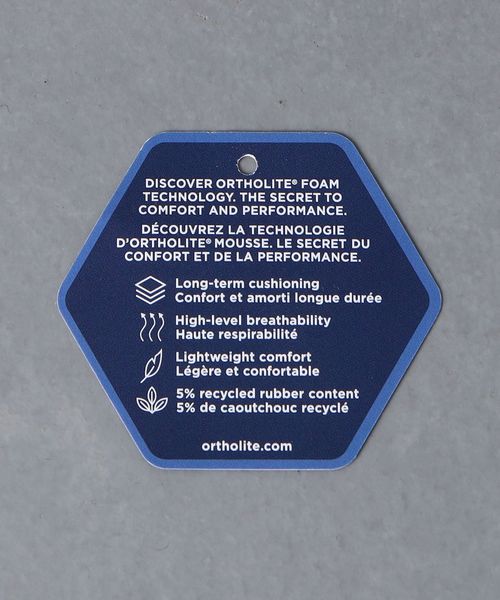 DISCOVER ORTHOLITE® FOAM
TECHNOLOGY. THE SECRET TO
COMFORT AND PERFORMANCE.
DÉCOUVREZ LA TECHNOLOGIE
D'ORTHOLITE® MOUSSE. LE SECRET DU
CONFORT ET DE LA PERFORMANCE.
Long-term cushioning
Confort et amorti longue durée
High-level breathability
Haute respirabilité
Lightweight comfort
Légère et confortable
5% recycled rubber content
5% de caoutchouc recyclé
ortholite.com